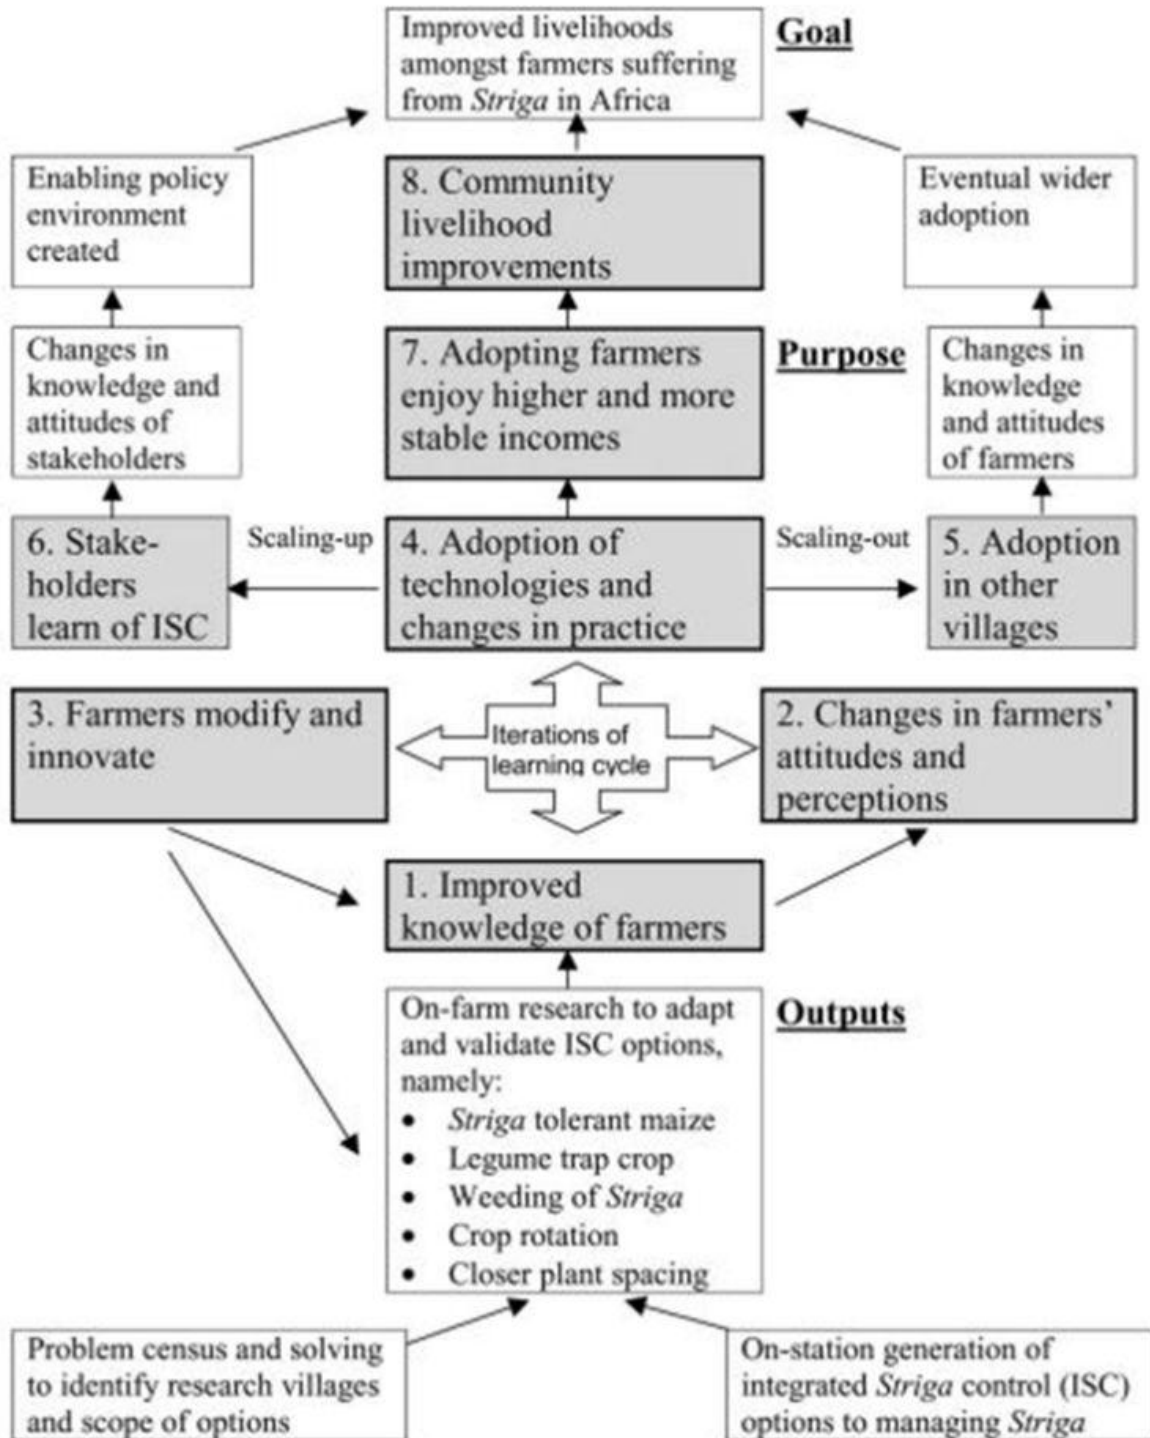 Improved livelihoods
amongst farmers suffering
from Striga in Africa
Goal
Enabling policy
environment
created
8. Community
livelihood
improvements
Eventual wider
adoption
Changes in
knowledge and
attitudes of
stakeholders
7. Adopting farmers
enjoy higher and more
stable incomes
Purpose
Changes in
knowledge
and attitudes
of farmers
6. Stake-
holders
learn of ISC
Scaling-up
4. Adoption of
technologies and
changes in practice
Scaling-out
5. Adoption
in other
villages
3. Farmers modify and
innovate
Iterations of
learning cycle
2. Changes in farmers’
attitudes and
perceptions
1. Improved
knowledge of farmers
On-farm research to adapt
and validate ISC options,
namely:
• Striga tolerant maize
• Legume trap crop
• Weeding of Striga
• Crop rotation
• Closer plant spacing
Outputs
Problem census and solving
to identify research villages
and scope of options
On-station generation of
integrated Striga control (ISC)
options to managing Striga